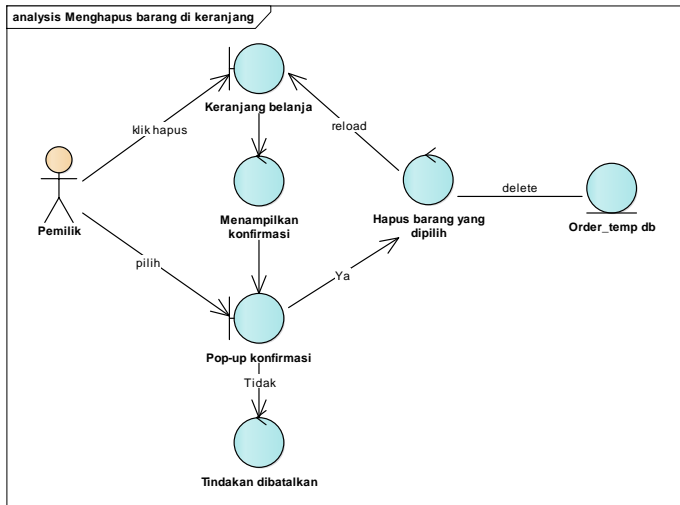 analysis Menghapus barang di keranjang
Keranjang belanja
klik hapus
reload
Pemilik
Menampilkan
konfirmasi
Hapus barang yang
dipilih
delete
Order_temp db
pilih
Ya
Pop-up konfirmasi
Tidak
Tindakan dibatalkan